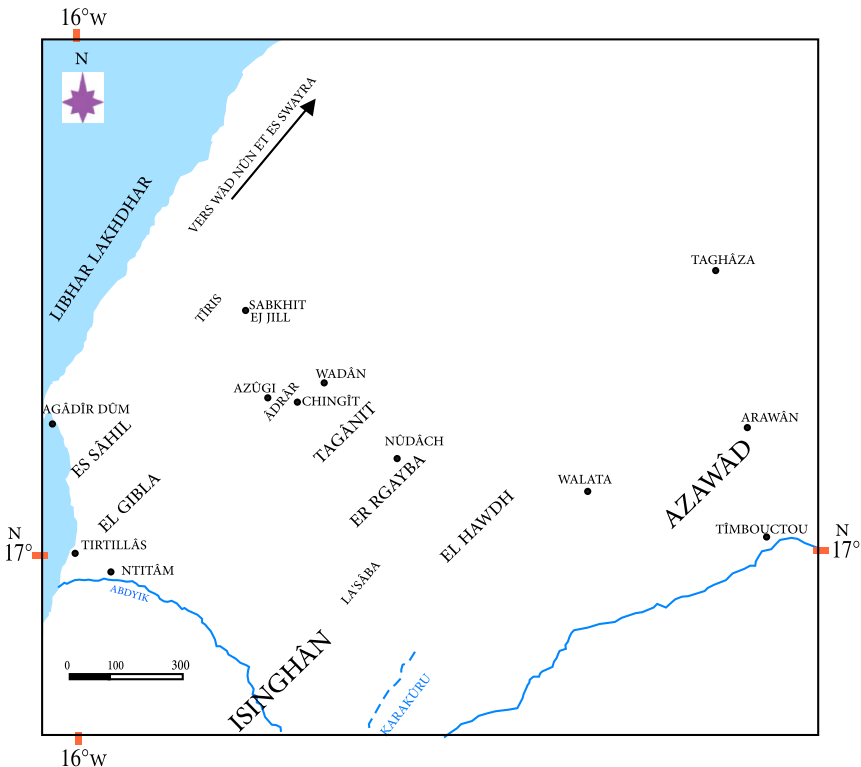 16°W
N
VERS WÂD NÛN ET ES SWAYRA
LIBHAR LAKHDHAR
TAGHÂZA
TÎRIS
SABKHIT
EJ JILL
WADÂN
AZÛGI
ÂDRÂR
CHINGÎT
AGÂDÎR DÛM
TAGÂNIT
ARAWÂN
ES SÂHIL
NÛDÂCH
AZAWÂD
WALATA
EL GIBLA
ER RGAYBA
EL HAWDH
TÎMBOUCTOU
N
17°
N
17°
TIRTILLÂS
NTITÂM
ABDYIK
LA'SÂBA
ISINGHÂN
KARAKÛRU
0 100 300
16°W